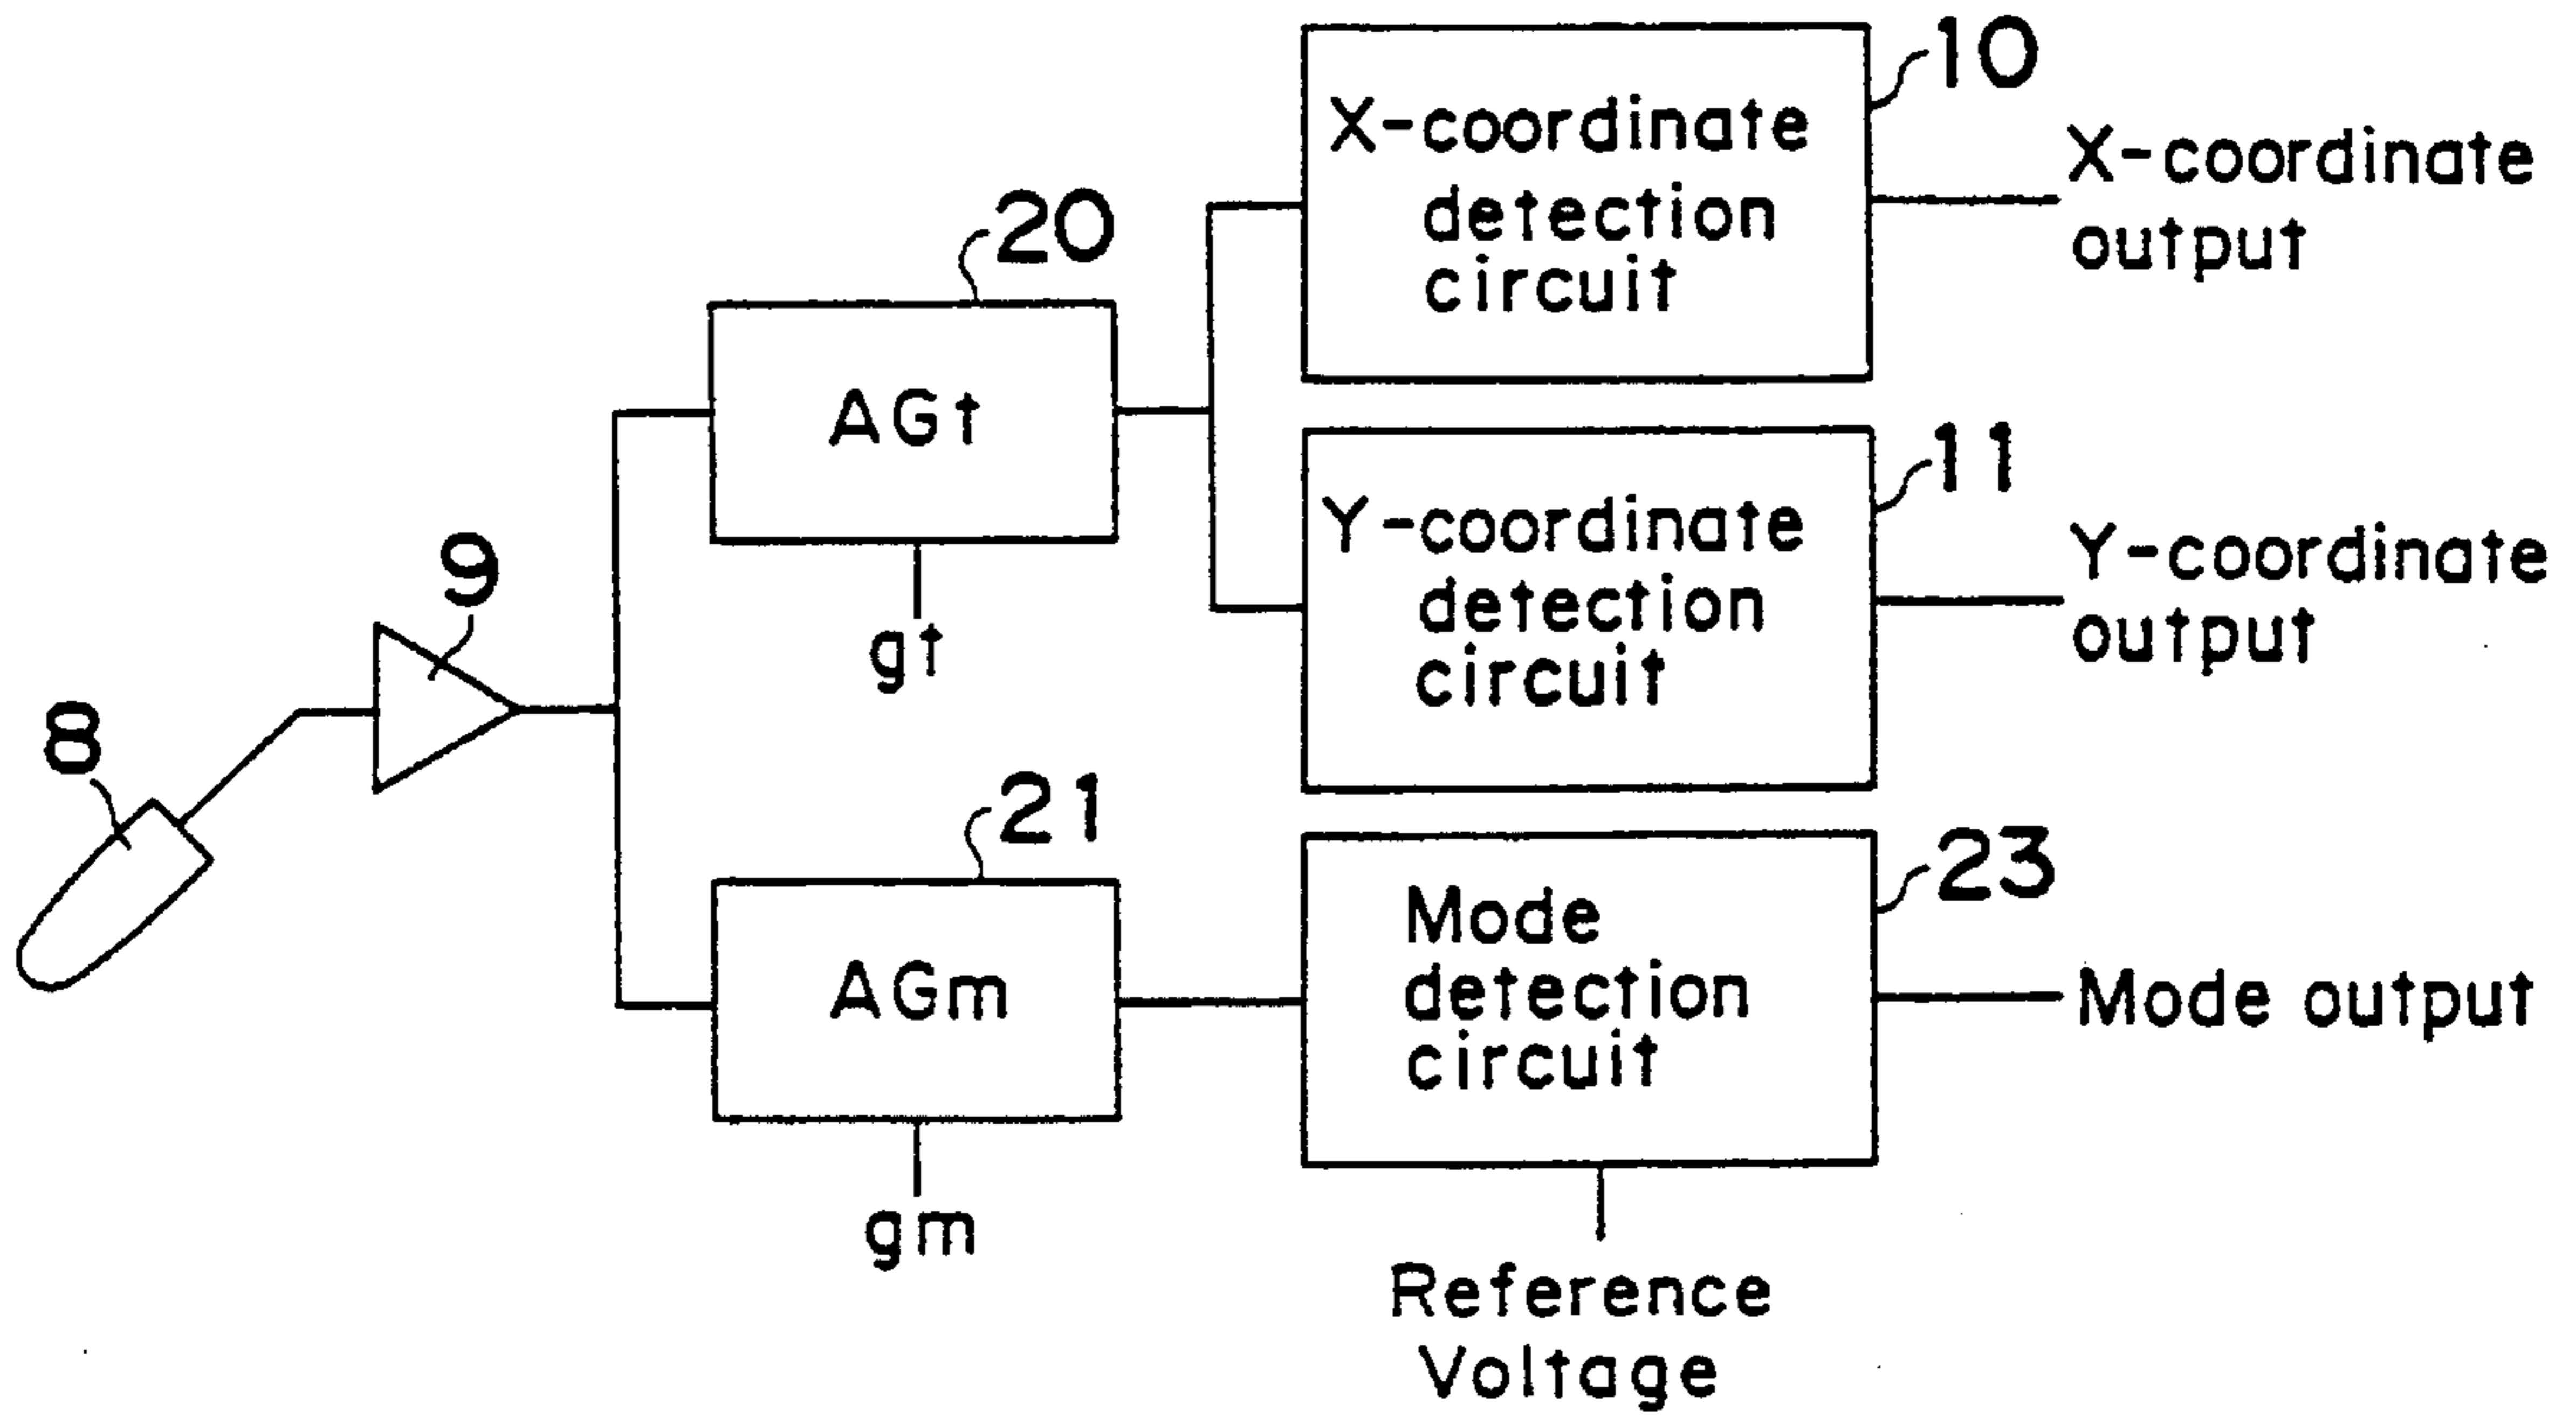 10
X-coordinate
detection
circuit
X-coordinate
output
20
AGt
gt
11
Y-coordinate
detection
circuit
Y-coordinate
output
9
8
21
AGm
gm
23
Mode
detection
circuit
Mode output
Reference
Voltage